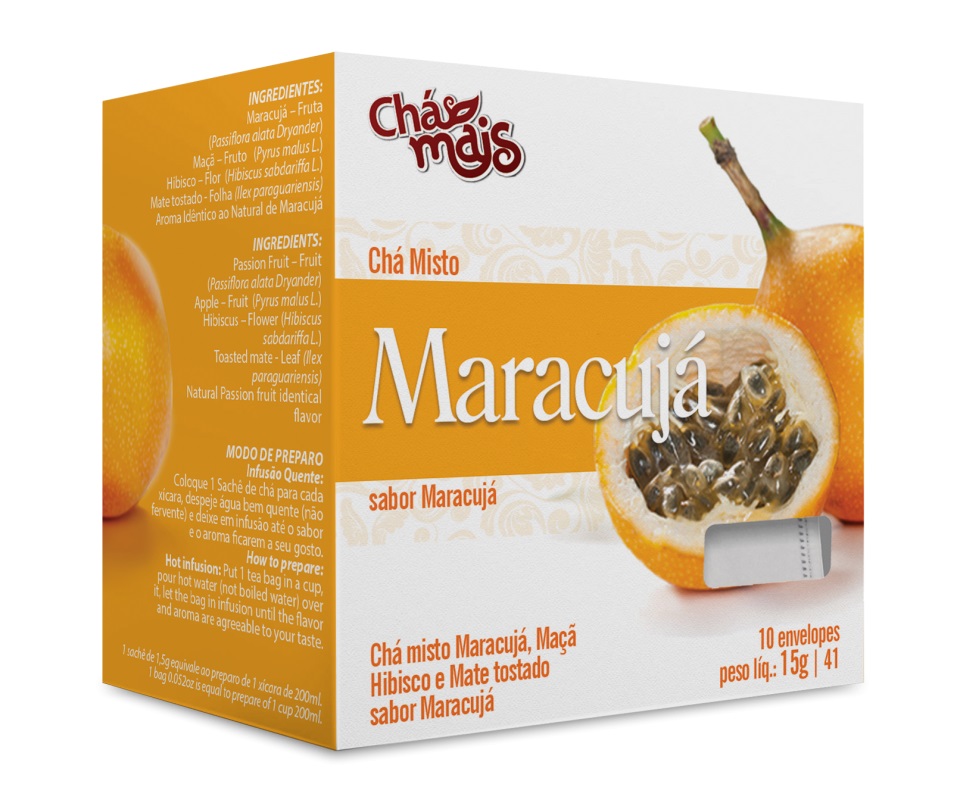 INGREDIENTES:
Maracujá – Fruta
(Passiflora alata Dryander)
Maçã – Fruto (Pyrus malus L.)
Hibisco – Flor (Hibiscus sabdariffa L.)
Mate tostado - Folha (Ilex paraguariensis)
Aroma Idêntico ao Natural de Maracujá
INGREDIENTS:
Passion Fruit – Fruit
(Passiflora alata Dryander)
Apple – Fruit (Pyrus malus L.)
Hibiscus – Flower (Hibiscus
sabdariffa L.)
Toasted mate - Leaf (Ilex
paraguariensis)
Natural Passion fruit identical
flavor
MODO DE PREPARO
Infusão Quente:
Coloque 1 Sachê de chá para cada
xícara, despeje água bem quente (não
fervente) e deixe em infusão até o sabor
e o aroma ficarem a seu gosto.
How to prepare:
Hot infusion: Put 1 tea bag in a cup,
pour hot water (not boiled water) over
it, let the bag in infusion until the flavor
and aroma are agreeable to your taste.
1 sachê de 1,5g equivale ao preparo de 1 xícara de 200ml.
1 bag 0.052oz is equal to prepare of 1 cup 200ml.
Chá
mais
Chá Misto
Maracujá
sabor Maracujá
Chá misto Maracujá, Maçã
Hibisco e Mate tostado
sabor Maracujá
10 envelopes
peso líq.: 15g | 41